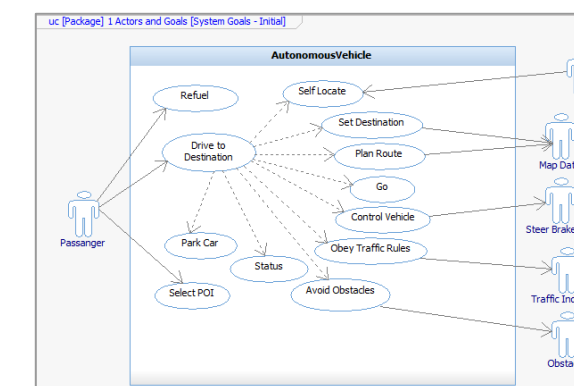 uc [Package] 1 Actors and Goals [System Goals - Initial]
AutonomousVehicle
Refuel
Self Locate
Set Destination
Drive to
Destination
Plan Route
Map Dat
Go
Control Vehicle
Steer Brake
Passanger
Park Car
Obey Traffic Rules
Status
Select POI
Avoid Obstacles
Traffic Ind
Obsta